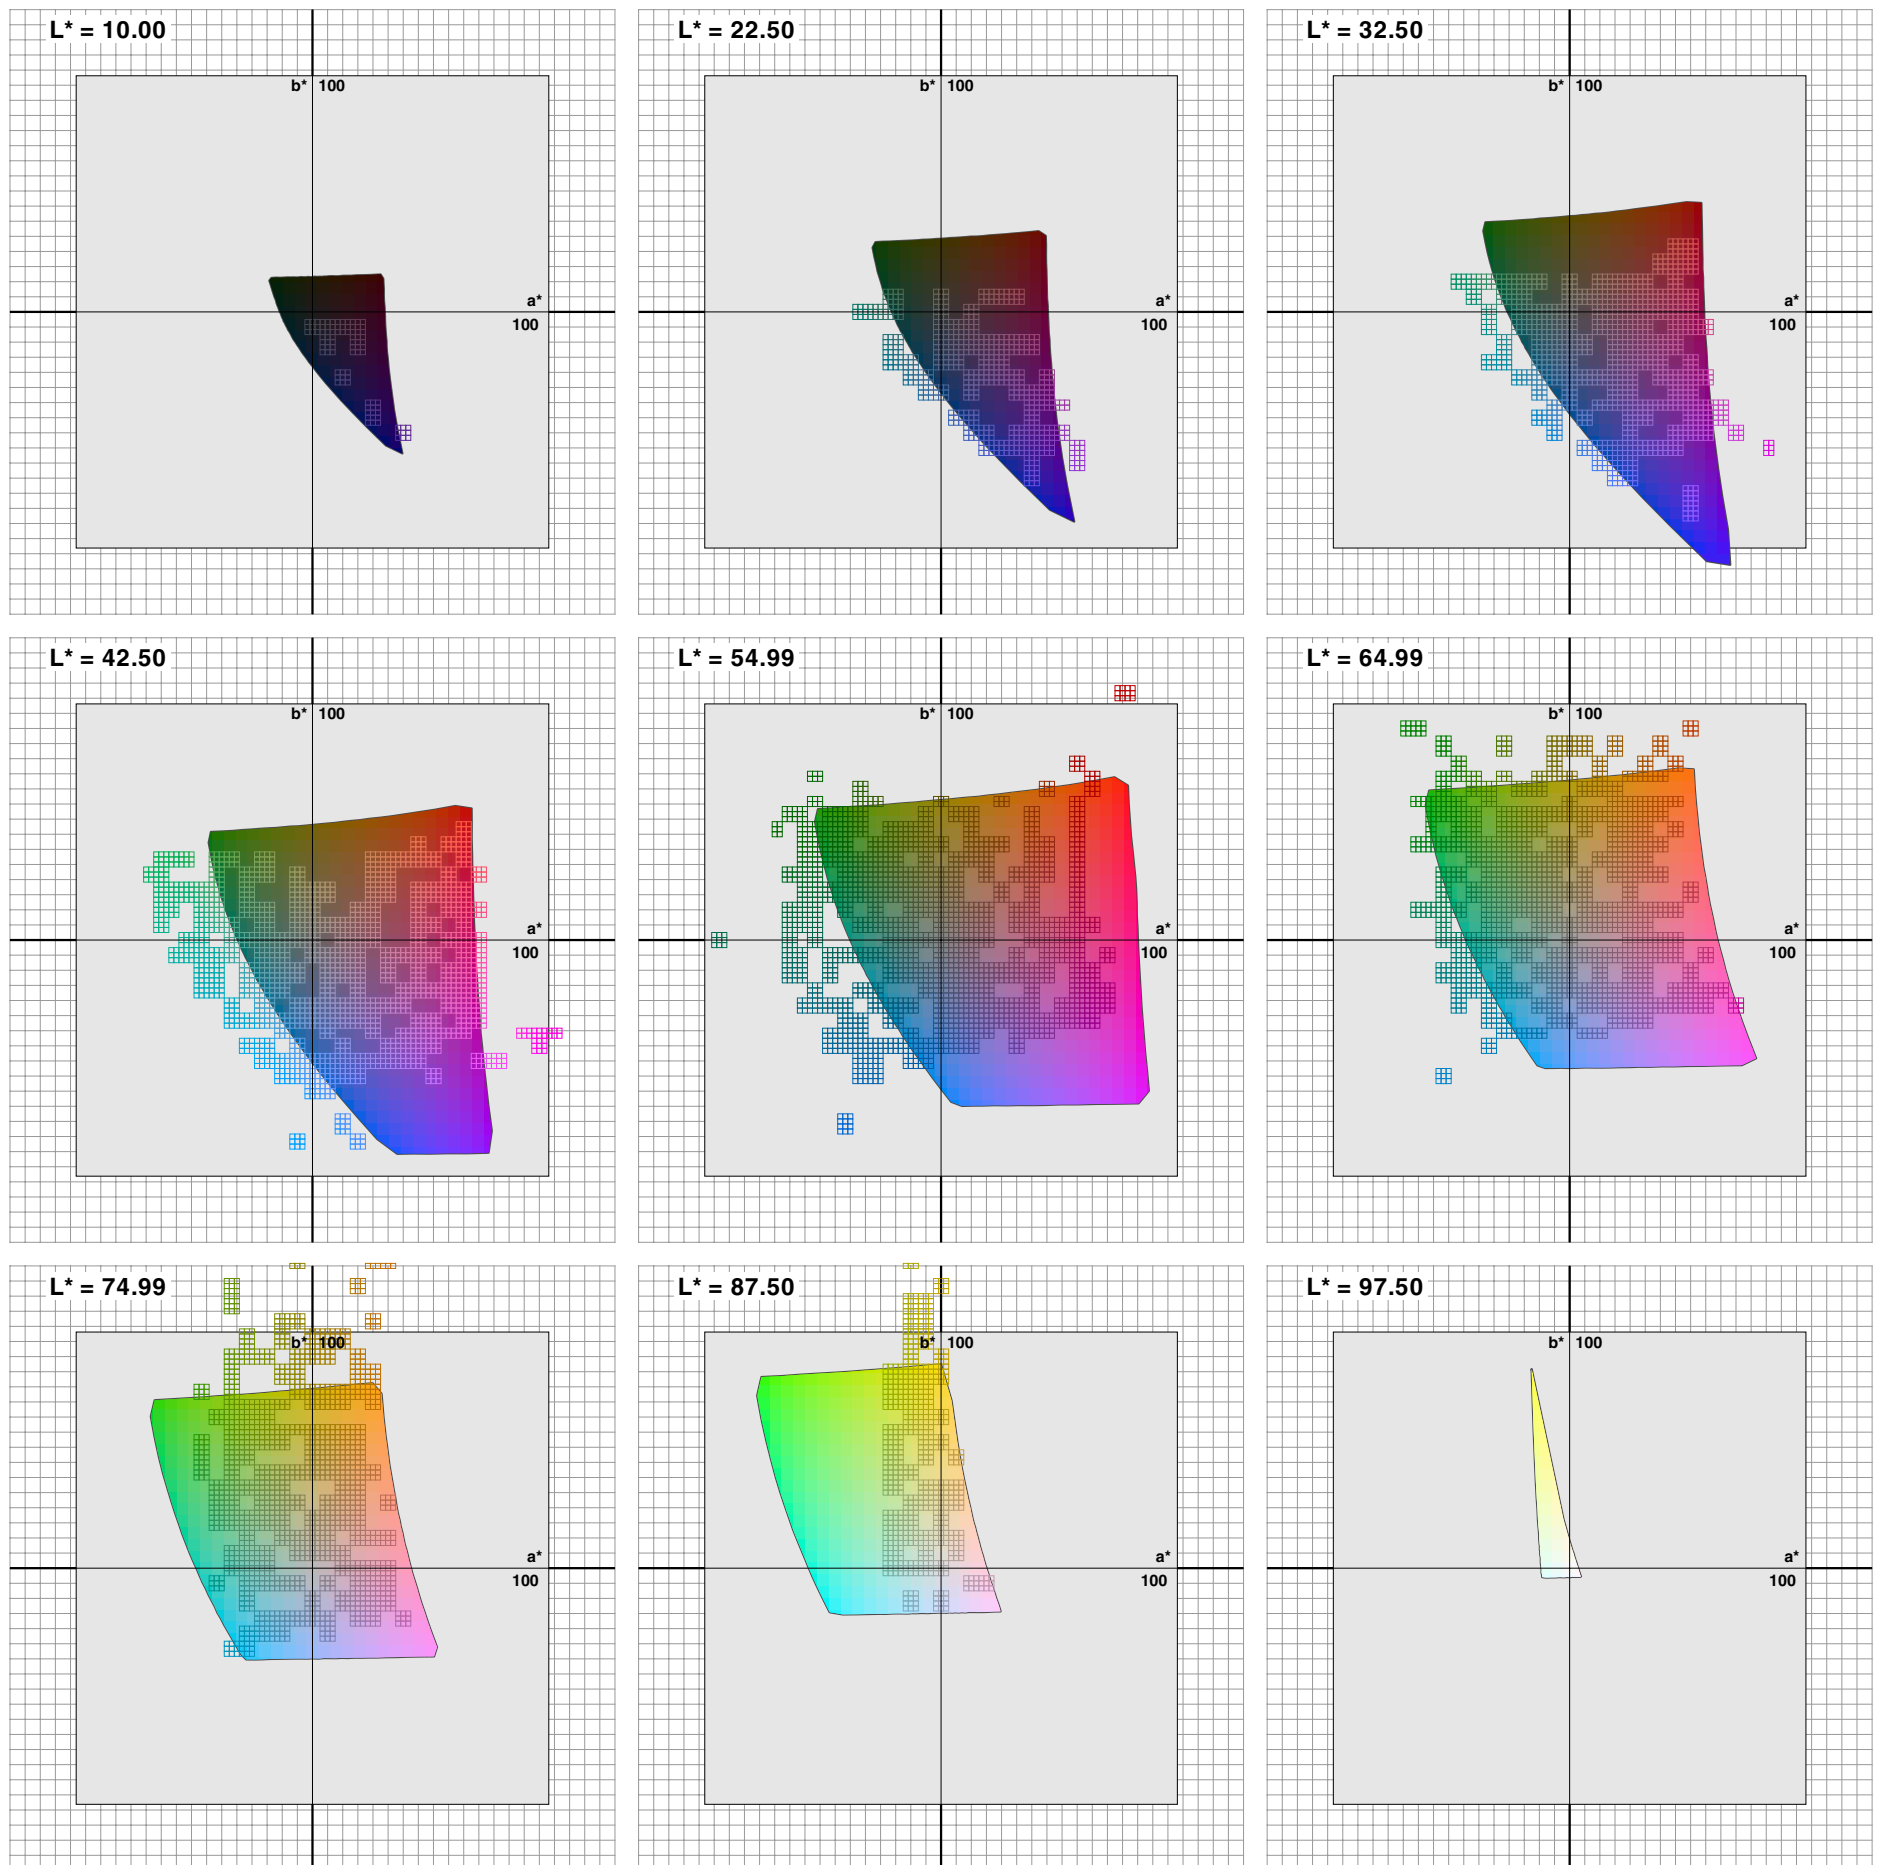 L* = 10.00
b* 100
a*
100
L* = 22.50
b* 100
a*
100
L* = 32.50
b* 100
a*
100
L* = 42.50
b* 100
a*
100
L* = 54.99
b* 100
a*
100
L* = 64.99
b* 100
a*
100
L* = 74.99
b* 100
a*
100
L* = 87.50
b* 100
a*
100
L* = 97.50
b* 100
a*
100